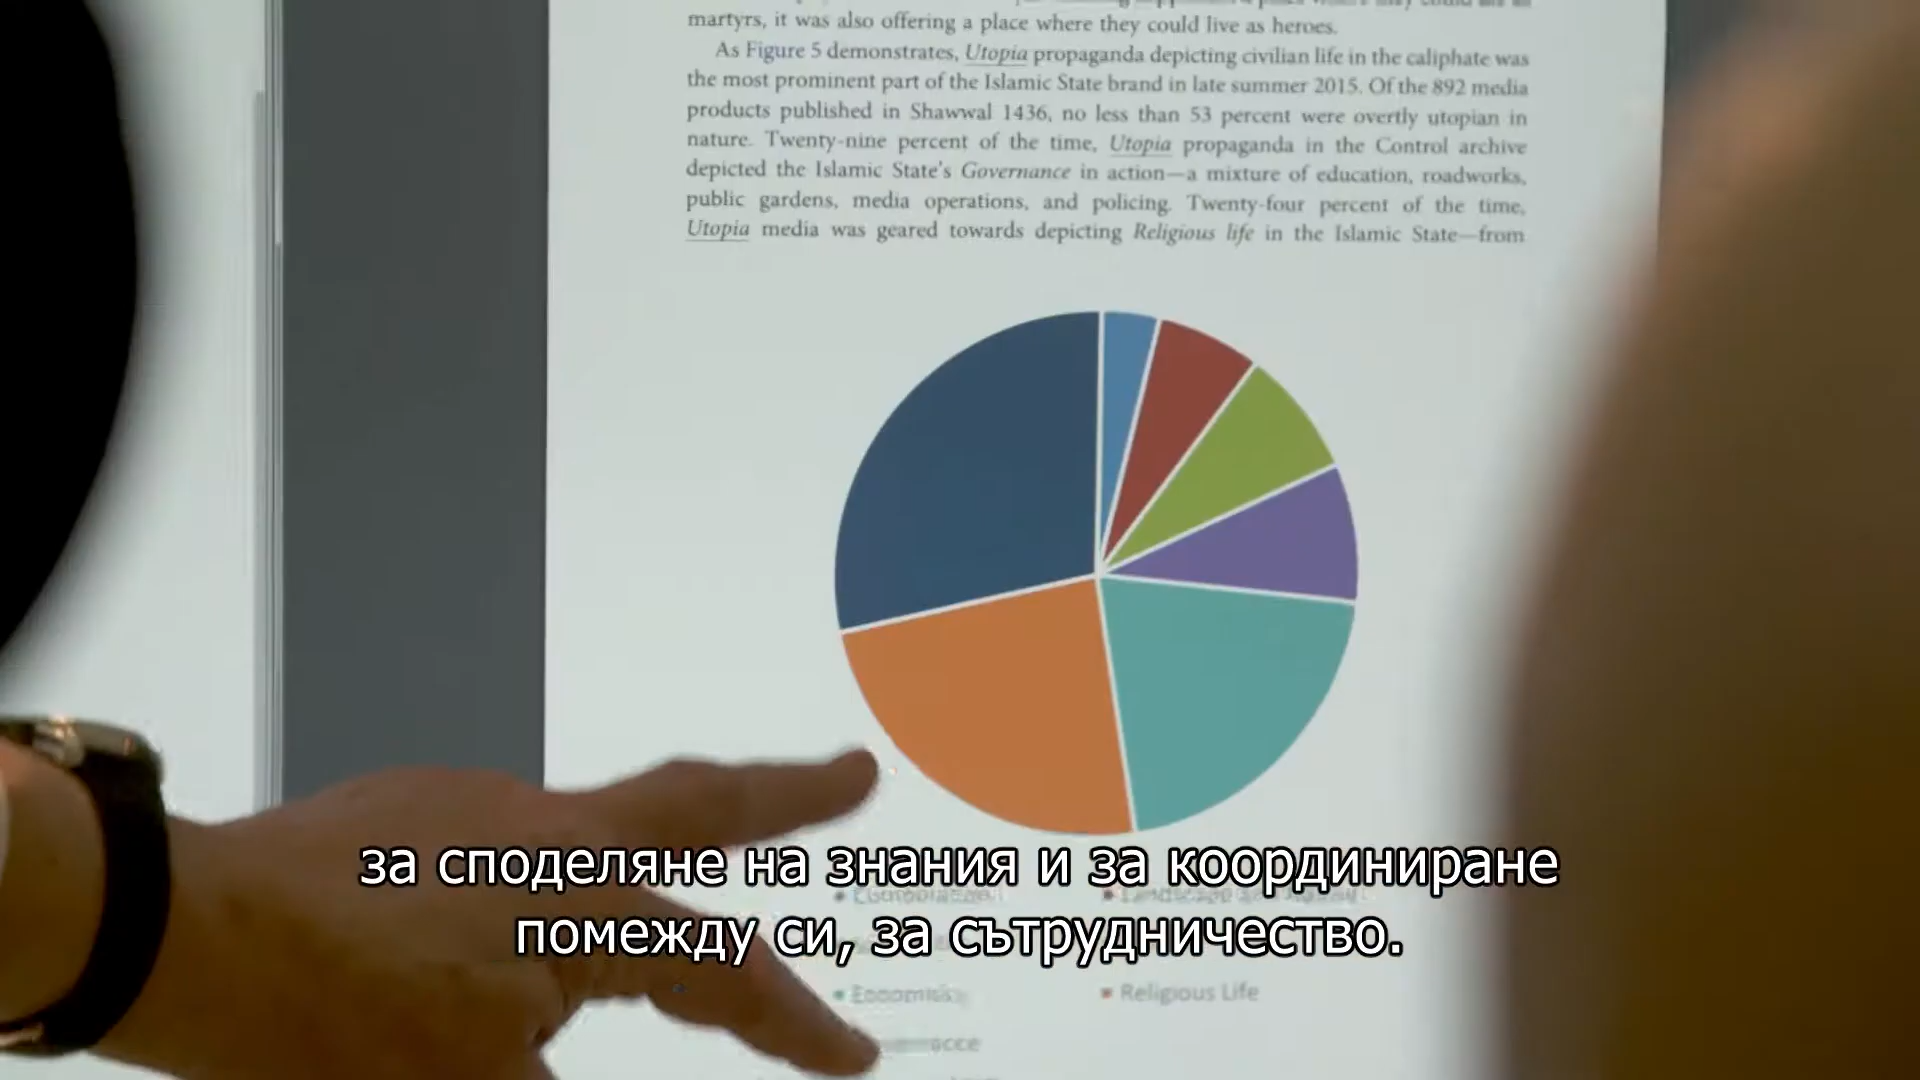 martyrs, it was also offering a place where they could live as heroes.
As Figure 5 demonstrates, Utopia propaganda depicting civilian life in the caliphate was
the most prominent part of the Islamic State brand in late summer 2015. Of the 892 media
products published in Shawwal 1436, no less than 53 percent were overtly utopian in
nature. Twenty-nine percent of the time, Utopia propaganda in the Control archive
depicted the Islamic State's Governance in action—a mixture of education, roadworks,
public gardens, media operations, and policing. Twenty-four percent of the time,
Utopia media was geared towards depicting Religious life in the Islamic State—from
за споделяне на знания и за координиране
помежду си, за сътрудничество.
Religious Life